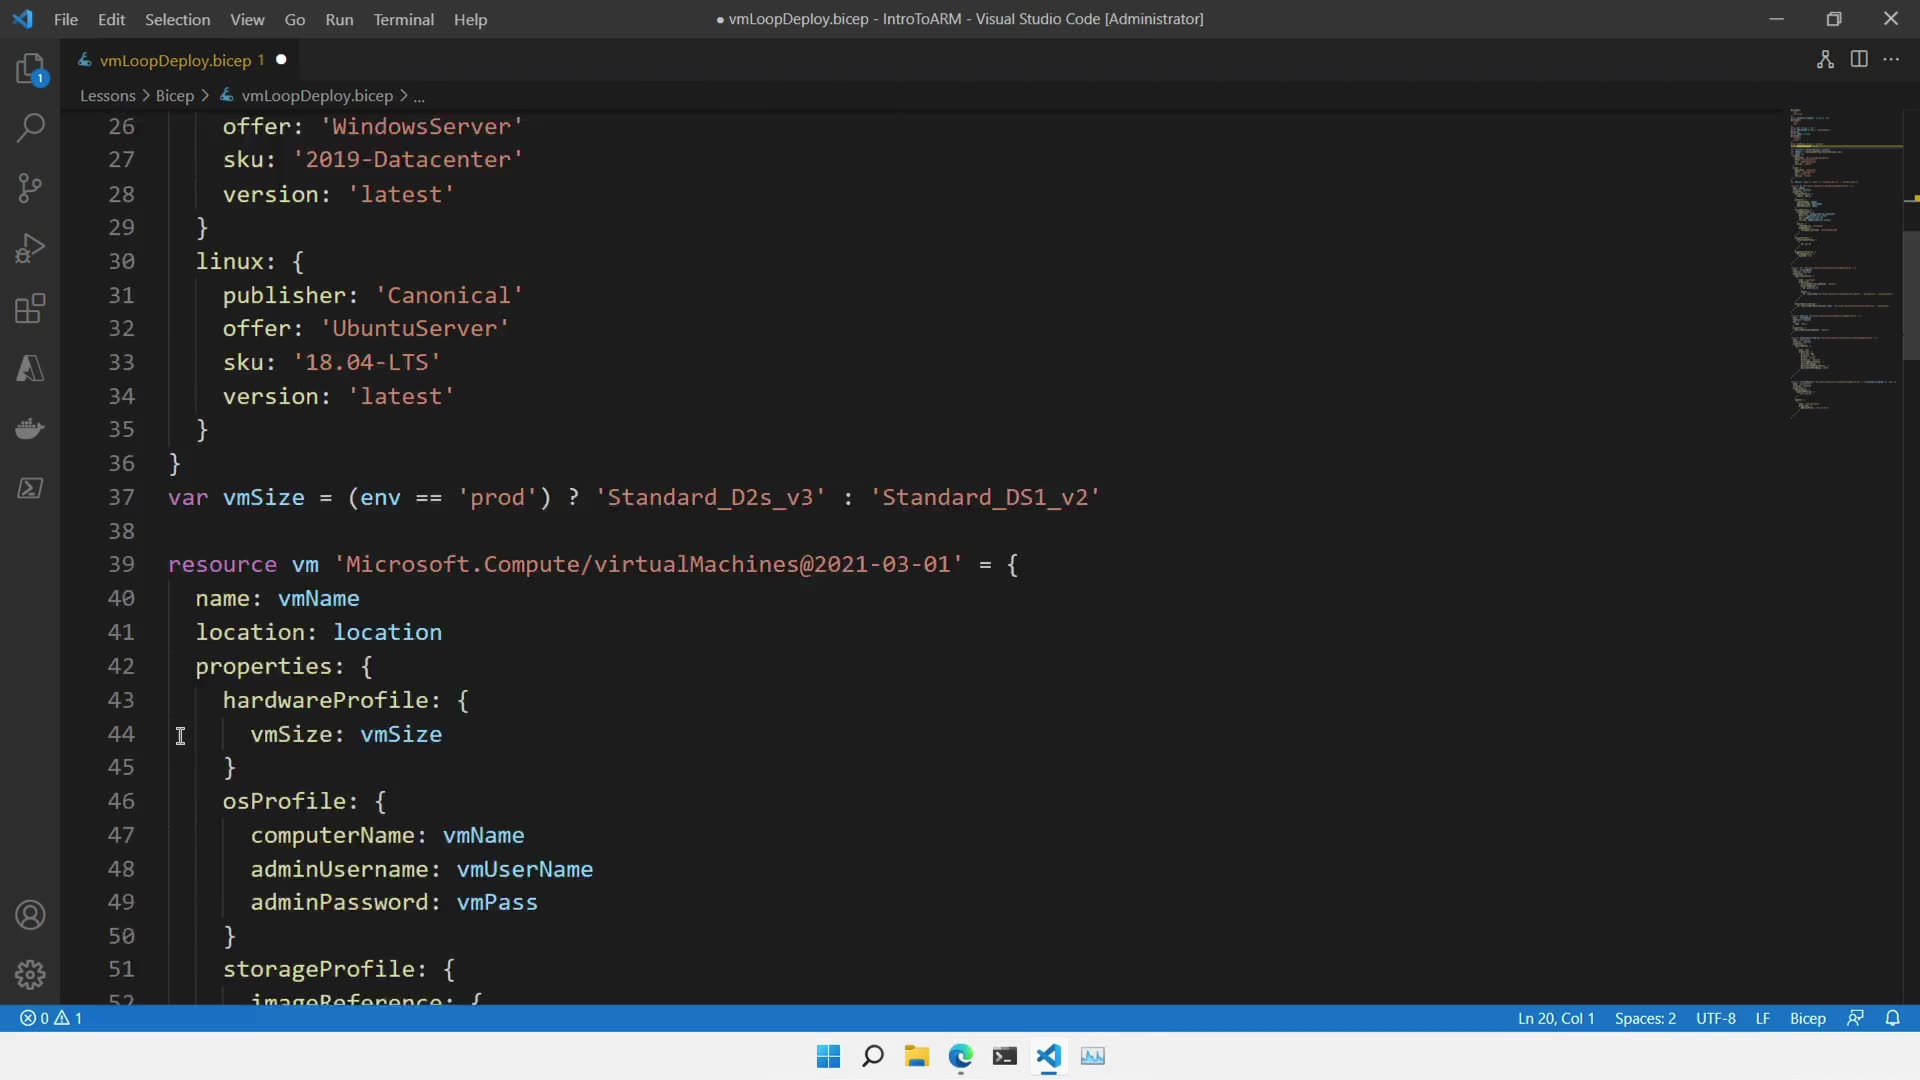 File Edit Selection View Go Run Terminal Help
● vmLoopDeploy.bicep - IntroToARM - Visual Studio Code [Administrator]
vmLoopDeploy.bicep 1
1
Lessons > Bicep > vmLoopDeploy.bicep > ...
26 offer: 'WindowsServer'
27 sku: '2019-Datacenter'
28 version: 'latest'
29 }
30 linux: {
31 publisher: 'Canonical'
32 offer: 'UbuntuServer'
33 sku: '18.04-LTS'
34 version: 'latest'
35 }
36 }
37 var vmSize = (env == 'prod') ? 'Standard_D2s_v3' : 'Standard_DS1_v2'
38
39 resource vm 'Microsoft.Compute/virtualMachines@2021-03-01' = {
40 name: vmName
41 location: location
42 properties: {
43 hardwareProfile: {
44 vmSize: vmSize
45 }
46 osProfile: {
47 computerName: vmName
48 adminUsername: vmUserName
49 adminPassword: vmPass
50 }
51 storageProfile: {
52 imageReference: {
0 1
Ln 20, Col 1 Spaces: 2 UTF-8 LF Bicep